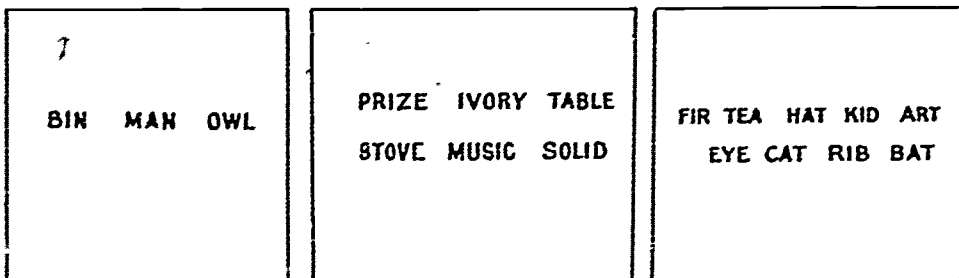 BIN MAN OWL
PRIZE IVORY TABLE
STOVE MUSIC SOLID
FIR TEA HAT KID ART
EYE CAT RIB BAT